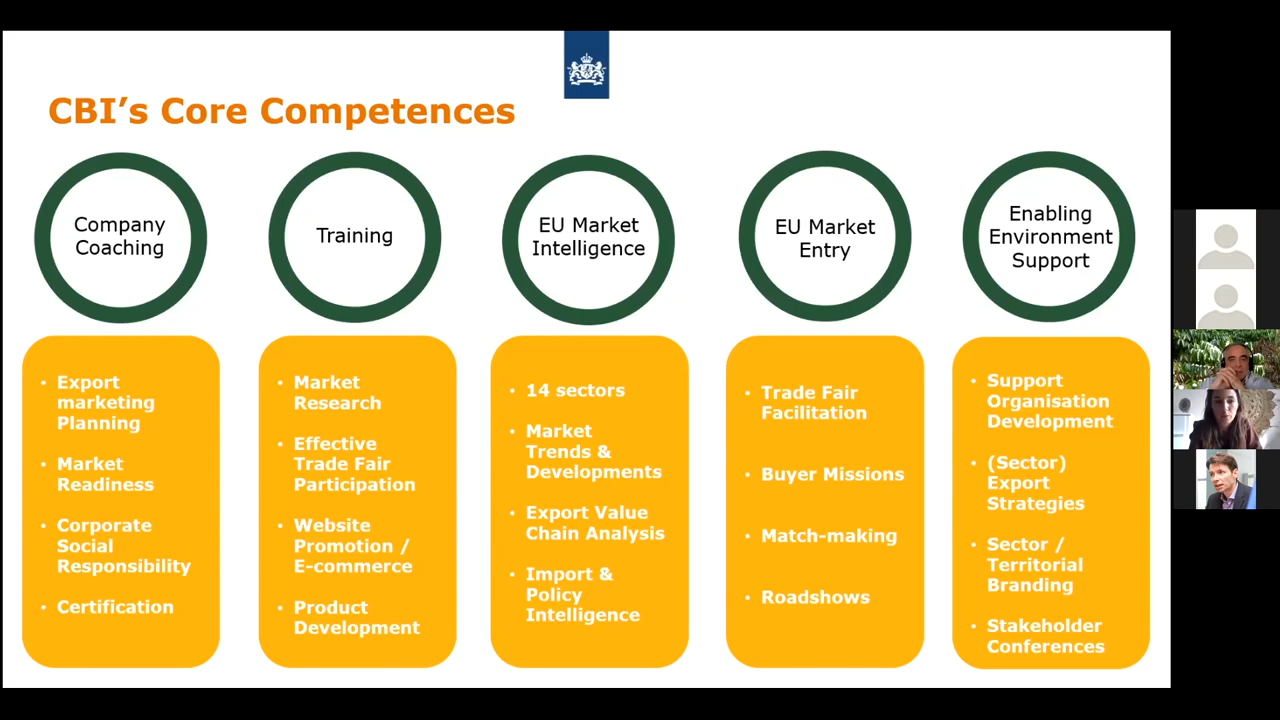 CBI’s Core Competences
Company
Coaching
Training
EU Market
Intelligence
EU Market
Entry
Enabling
Environment
Support
• Export
marketing
Planning
• Market
Readiness
• Corporate
Social
Responsibility
• Certification
• Market
Research
• Effective
Trade Fair
Participation
• Website
Promotion /
E-commerce
• Product
Development
• 14 sectors
• Market
Trends &
Developments
• Export Value
Chain Analysis
• Import &
Policy
Intelligence
• Trade Fair
Facilitation
• Buyer Missions
• Match-making
• Roadshows
• Support
Organisation
Development
• (Sector)
Export
Strategies
• Sector /
Territorial
Branding
• Stakeholder
Conferences